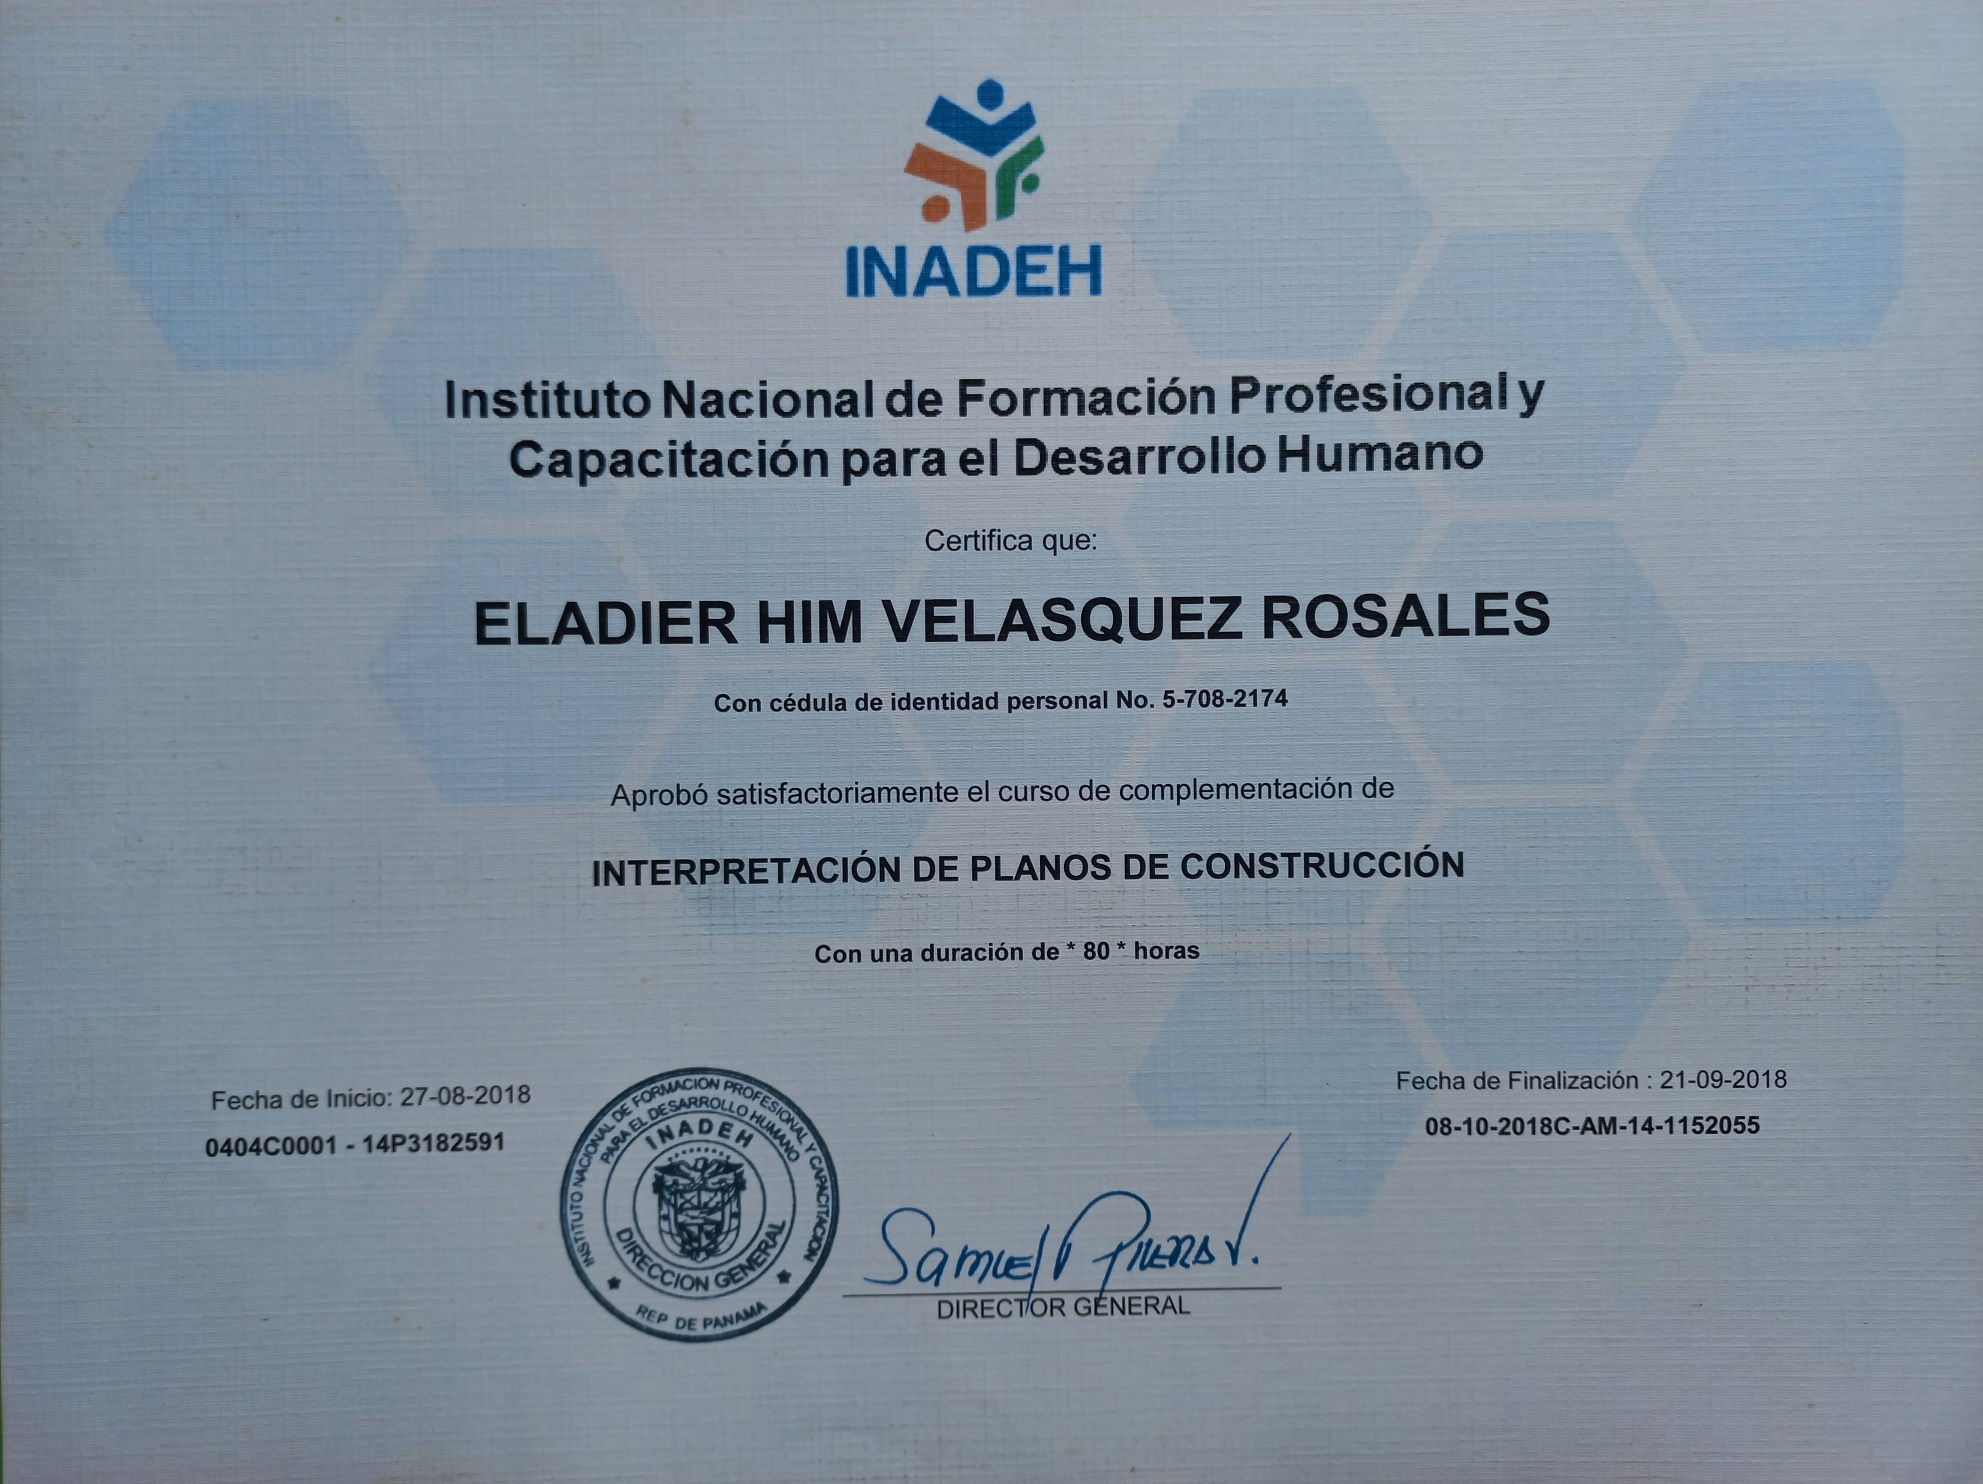 INADEH
Instituto Nacional de Formación Profesional y
Capacitación para el Desarrollo Humano
Certifica que:
ELADIER HIM VELASQUEZ ROSALES
Con cédula de identidad personal No. 5-708-2174
Aprobó satisfactoriamente el curso de complementación de
INTERPRETACIÓN DE PLANOS DE CONSTRUCCIÓN
Con una duración de * 80 * horas
Fecha de Inicio: 27-08-2018
0404C0001 - 14P3182591
INSTITUTO NACIONAL DE FORMACION PROFESIONAL Y CAPACITACION
PARA EL DESARROLLO HUMANO
INADEH
DIRECCION GENERAL
REP DE PANAMA
Samuel
DIRECTOR GENERAL
Fecha de Finalización : 21-09-2018
08-10-2018C-AM-14-1152055